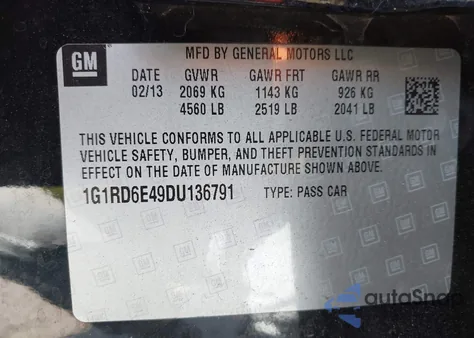 GM
MFD BY GENERAL MOTORS LLC
DATE GVWR GAWR FRT GAWR RR
02/13 2069 KG 1143 KG 926 KG
4560 LB 2519 LB 2041 LB
THIS VEHICLE CONFORMS TO ALL APPLICABLE U.S. FEDERAL MOTOR
VEHICLE SAFETY, BUMPER, AND THEFT PREVENTION STANDARDS IN
EFFECT ON THE DATE OF MANUFACTURE SHOWN ABOVE.
1G1RD6E49DU136791 TYPE: PASS CAR
autoSnap